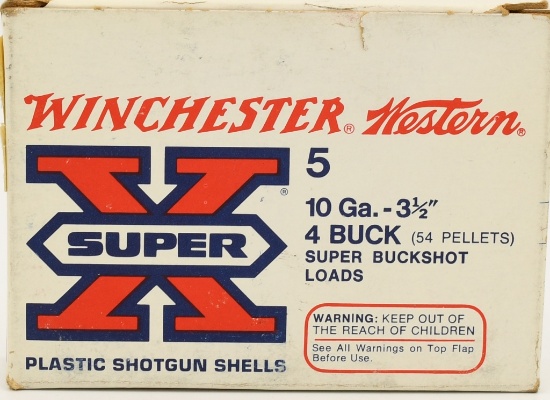 WINCHESTER® Western®
5
10 Ga. - 3½"
4 BUCK (54 PELLETS)
SUPER BUCKSHOT
LOADS
X
SUPER
®
PLASTIC SHOTGUN SHELLS
WARNING: KEEP OUT OF
THE REACH OF CHILDREN
See All Warnings on Top Flap
Before Use.